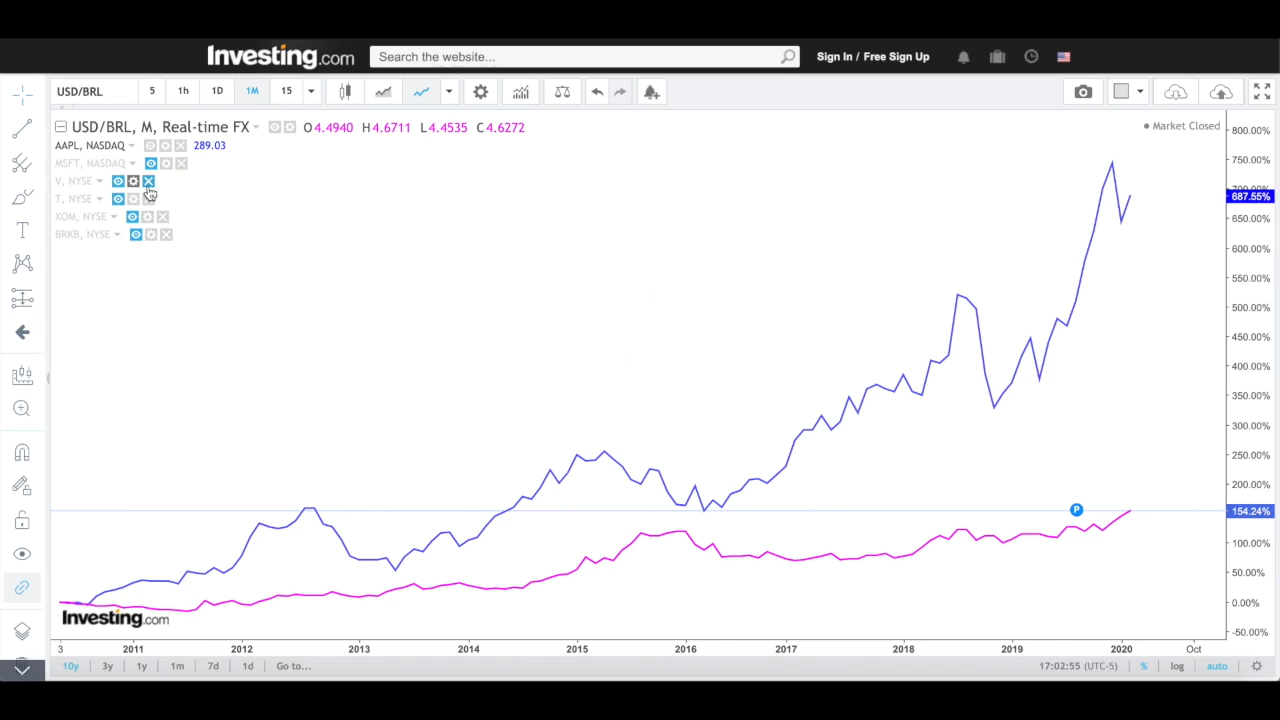 Investing.com
Search the website...
Sign In / Free Sign Up
USD/BRL 5 1h 1D 1M 15
USD/BRL, M, Real-time FX O4.4940 H4.6711 L4.4535 C4.6272
Market Closed
AAPL, NASDAQ 289.03
MSFT, NASDAQ
V, NYSE
T, NYSE
XOM, NYSE
BRKB, NYSE
800.00%
750.00%
687.55%
650.00%
600.00%
550.00%
500.00%
450.00%
400.00%
350.00%
300.00%
250.00%
200.00%
P
154.24%
100.00%
50.00%
0.00%
-50.00%
Investing.com
3 2011 2012 2013 2014 2015 2016 2017 2018 2019 2020 Oct
10y 3y 1y 1m 7d 1d Go to... 17:02:55 (UTC-5) % log auto